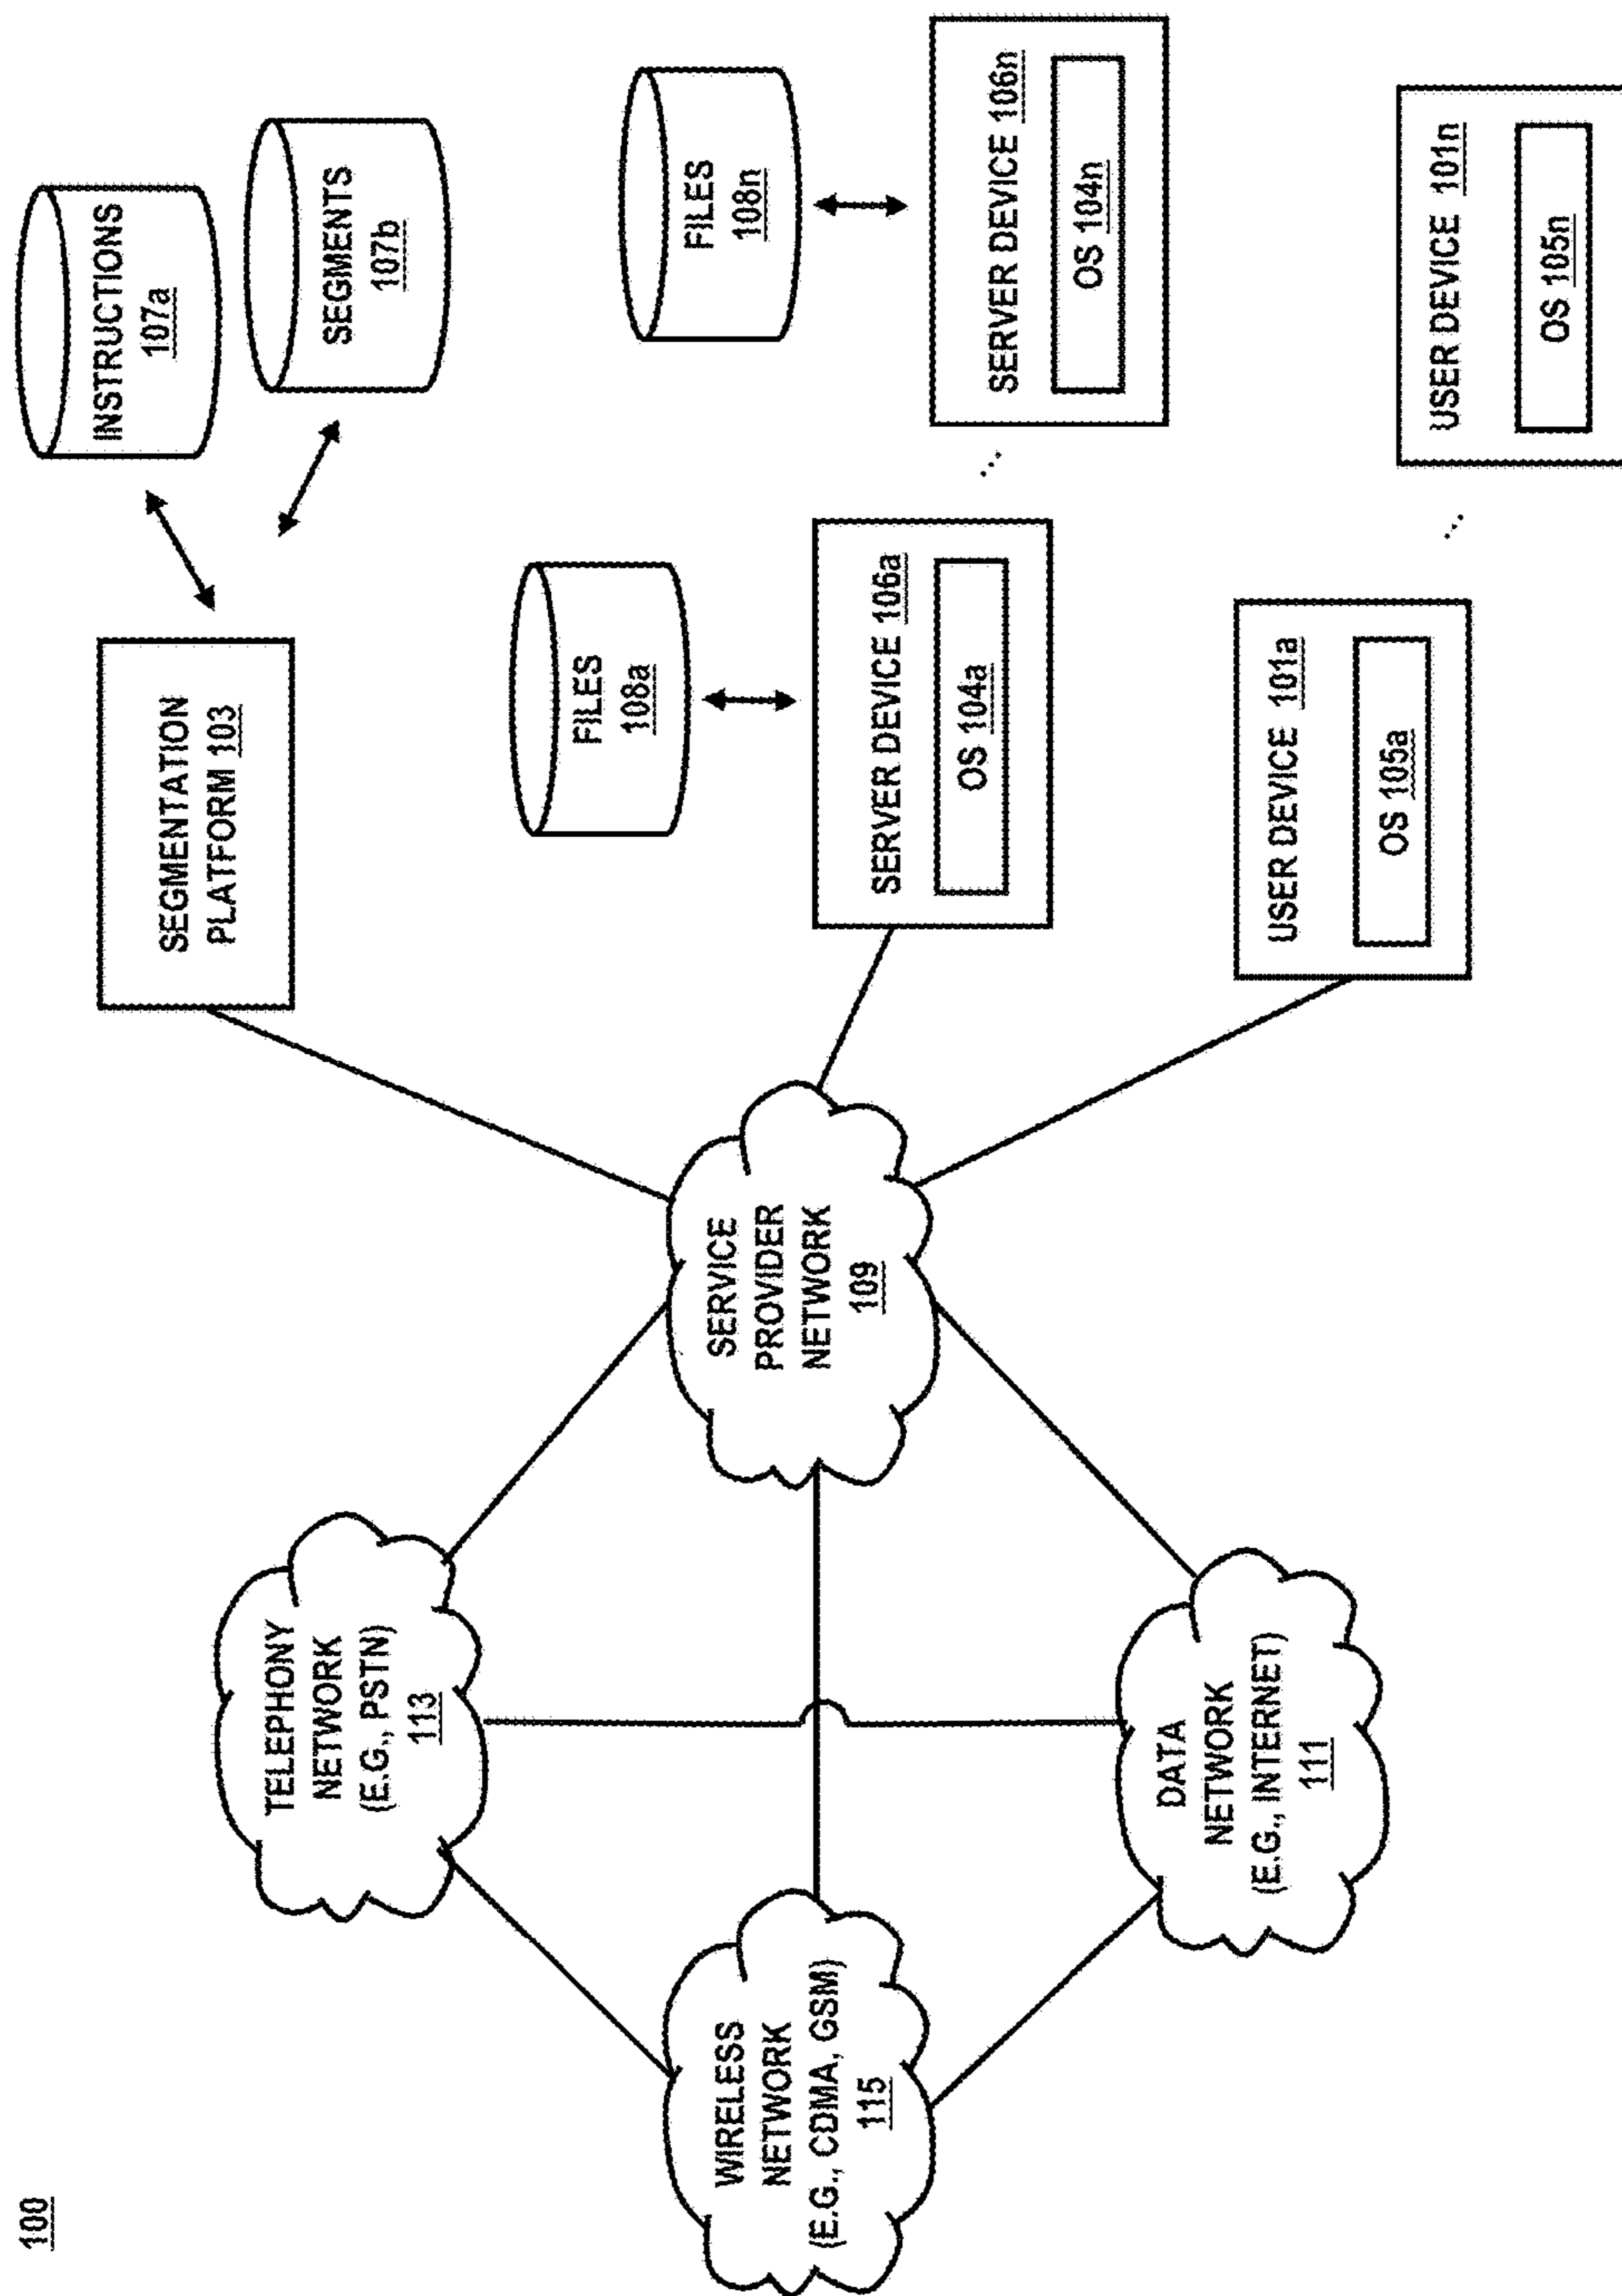 100
TELEPHONY
NETWORK
(E.G., PSTN)
113
WIRELESS
NETWORK
(E.G., CDMA, GSM)
115
DATA
NETWORK
(E.G., INTERNET)
111
SERVICE
PROVIDER
NETWORK
109
SEGMENTATION
PLATFORM 103
INSTRUCTIONS
107a
SEGMENTS
107b
FILES
108a
SERVER DEVICE 106a
OS 104a
FILES
108n
...
SERVER DEVICE 106n
OS 104n
USER DEVICE 101a
OS 105a
...
USER DEVICE 101n
OS 105n